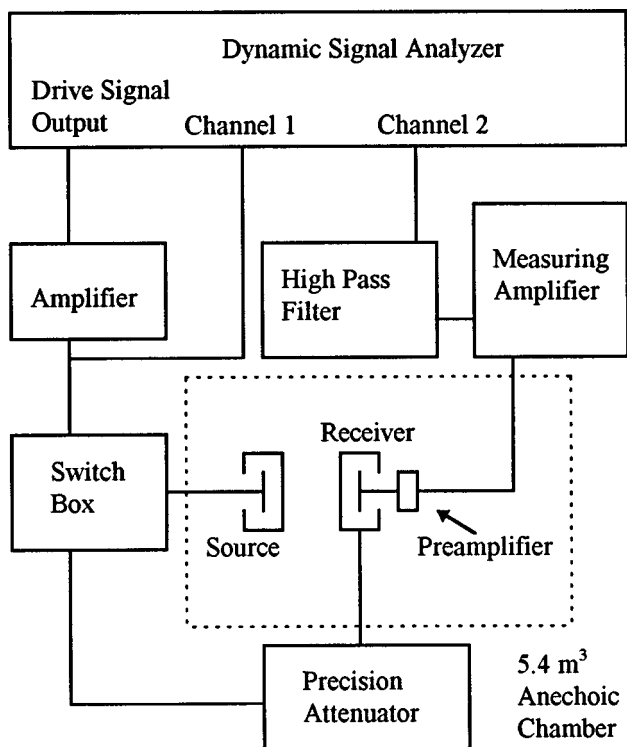 Dynamic Signal Analyzer
Drive Signal
Output
Channel 1
Channel 2
Amplifier
High Pass
Filter
Measuring
Amplifier
Switch
Box
Source
Receiver
Preamplifier
Precision
Attenuator
5.4 m³
Anechoic
Chamber